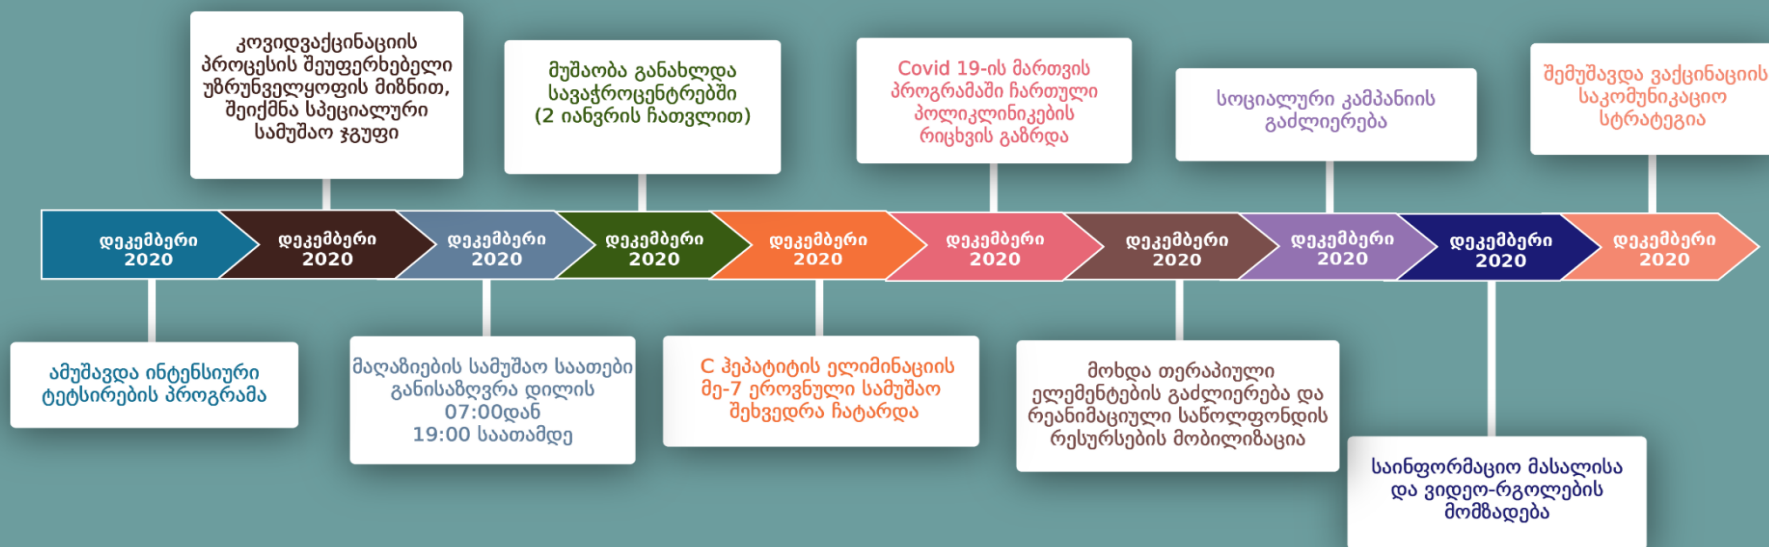 კოვიდვაქცინაციის
პროცესის შეუფერხებელი
უზრუნველყოფის მიზნით,
შეიქმნა სპეციალური
სამუშაო ჯგუფი
მუშაობა განახლდა
სავაჭროცენტრებში
(2 იანვრის ჩათვლით)
Covid 19-ის მართვის
პროგრამაში ჩართული
პოლიკლინიკების
რიცხვის გაზრდა
სოციალური კამპანიის
გაძლიერება
შემუშავდა ვაქცინაციის
საკომუნიკაციო
სტრატეგია
დეკემბერი
2020
დეკემბერი
2020
დეკემბერი
2020
დეკემბერი
2020
დეკემბერი
2020
დეკემბერი
2020
დეკემბერი
2020
დეკემბერი
2020
დეკემბერი
2020
დეკემბერი
2020
ამუშავდა ინტენსიური
ტეტსირების პროგრამა
მაღაზიების სამუშაო საათები
განისაზღვრა დილის
07:00დან
19:00 საათამდე
C ჰეპატიტის ელიმინაციის
მე-7 ეროვნული სამუშაო
შეხვედრა ჩატარდა
მოხდა თერაპიული
ელემენტების გაძლიერება და
რეანიმაციული საწოლფონდის
რესურსების მობილიზაცია
საინფორმაციო მასალისა
და ვიდეო-რგოლების
მომზადება